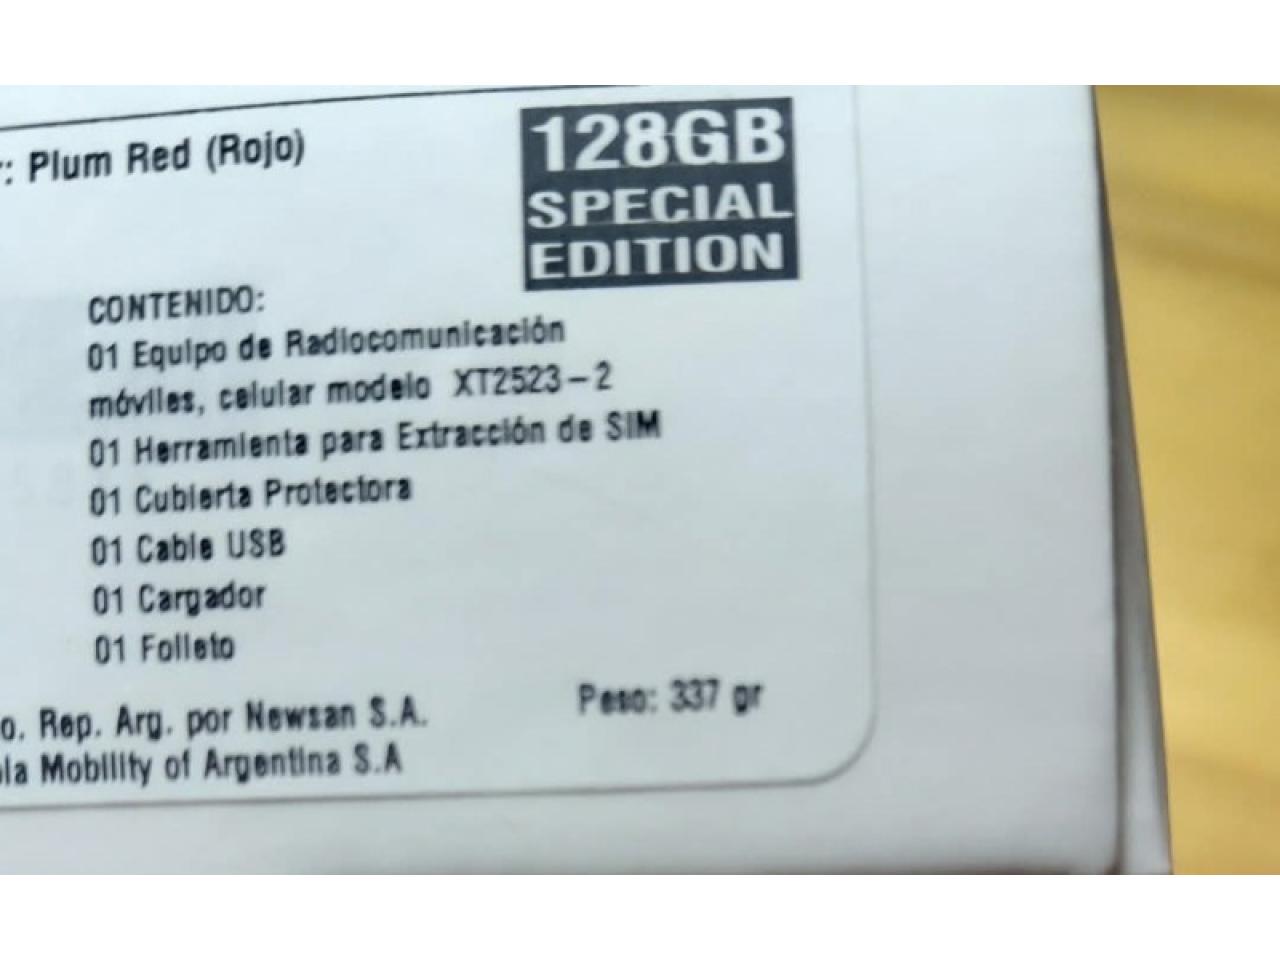 : Plum Red (Rojo)
128GB
SPECIAL
EDITION
CONTENIDO:
01 Equipo de Radiocomunicación
móviles, celular modelo XT2523-2
01 Herramienta para Extracción de SIM
01 Cubierta Protectora
01 Cable USB
01 Cargador
01 Folleto
o. Rep. Arg. por Newsan S.A.
Peso: 337 gr
la Mobility of Argentina S.A